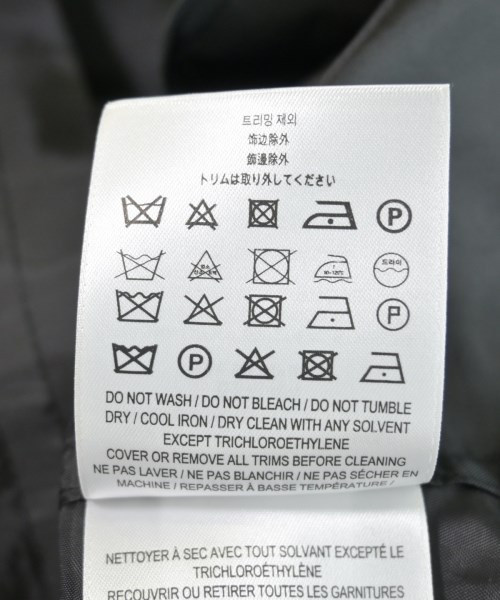 트리밍 제외
饰边除外
飾邊除外
トリムは取り外してください
P
드라이
P
P
DO NOT WASH / DO NOT BLEACH / DO NOT TUMBLE
DRY / COOL IRON / DRY CLEAN WITH ANY SOLVENT
EXCEPT TRICHLOROETHYLENE
COVER OR REMOVE ALL TRIMS BEFORE CLEANING
NE PAS LAVER / NE PAS BLANCHIR / NE PAS SÉCHER EN
MACHINE / REPASSER À BASSE TEMPÉRATURE /
NETTOYER À SEC AVEC TOUT SOLVANT EXCEPTÉ LE
TRICHLOROÉTHYLÈNE
RECOUVRIR OU RETIRER TOUTES LES GARNITURES